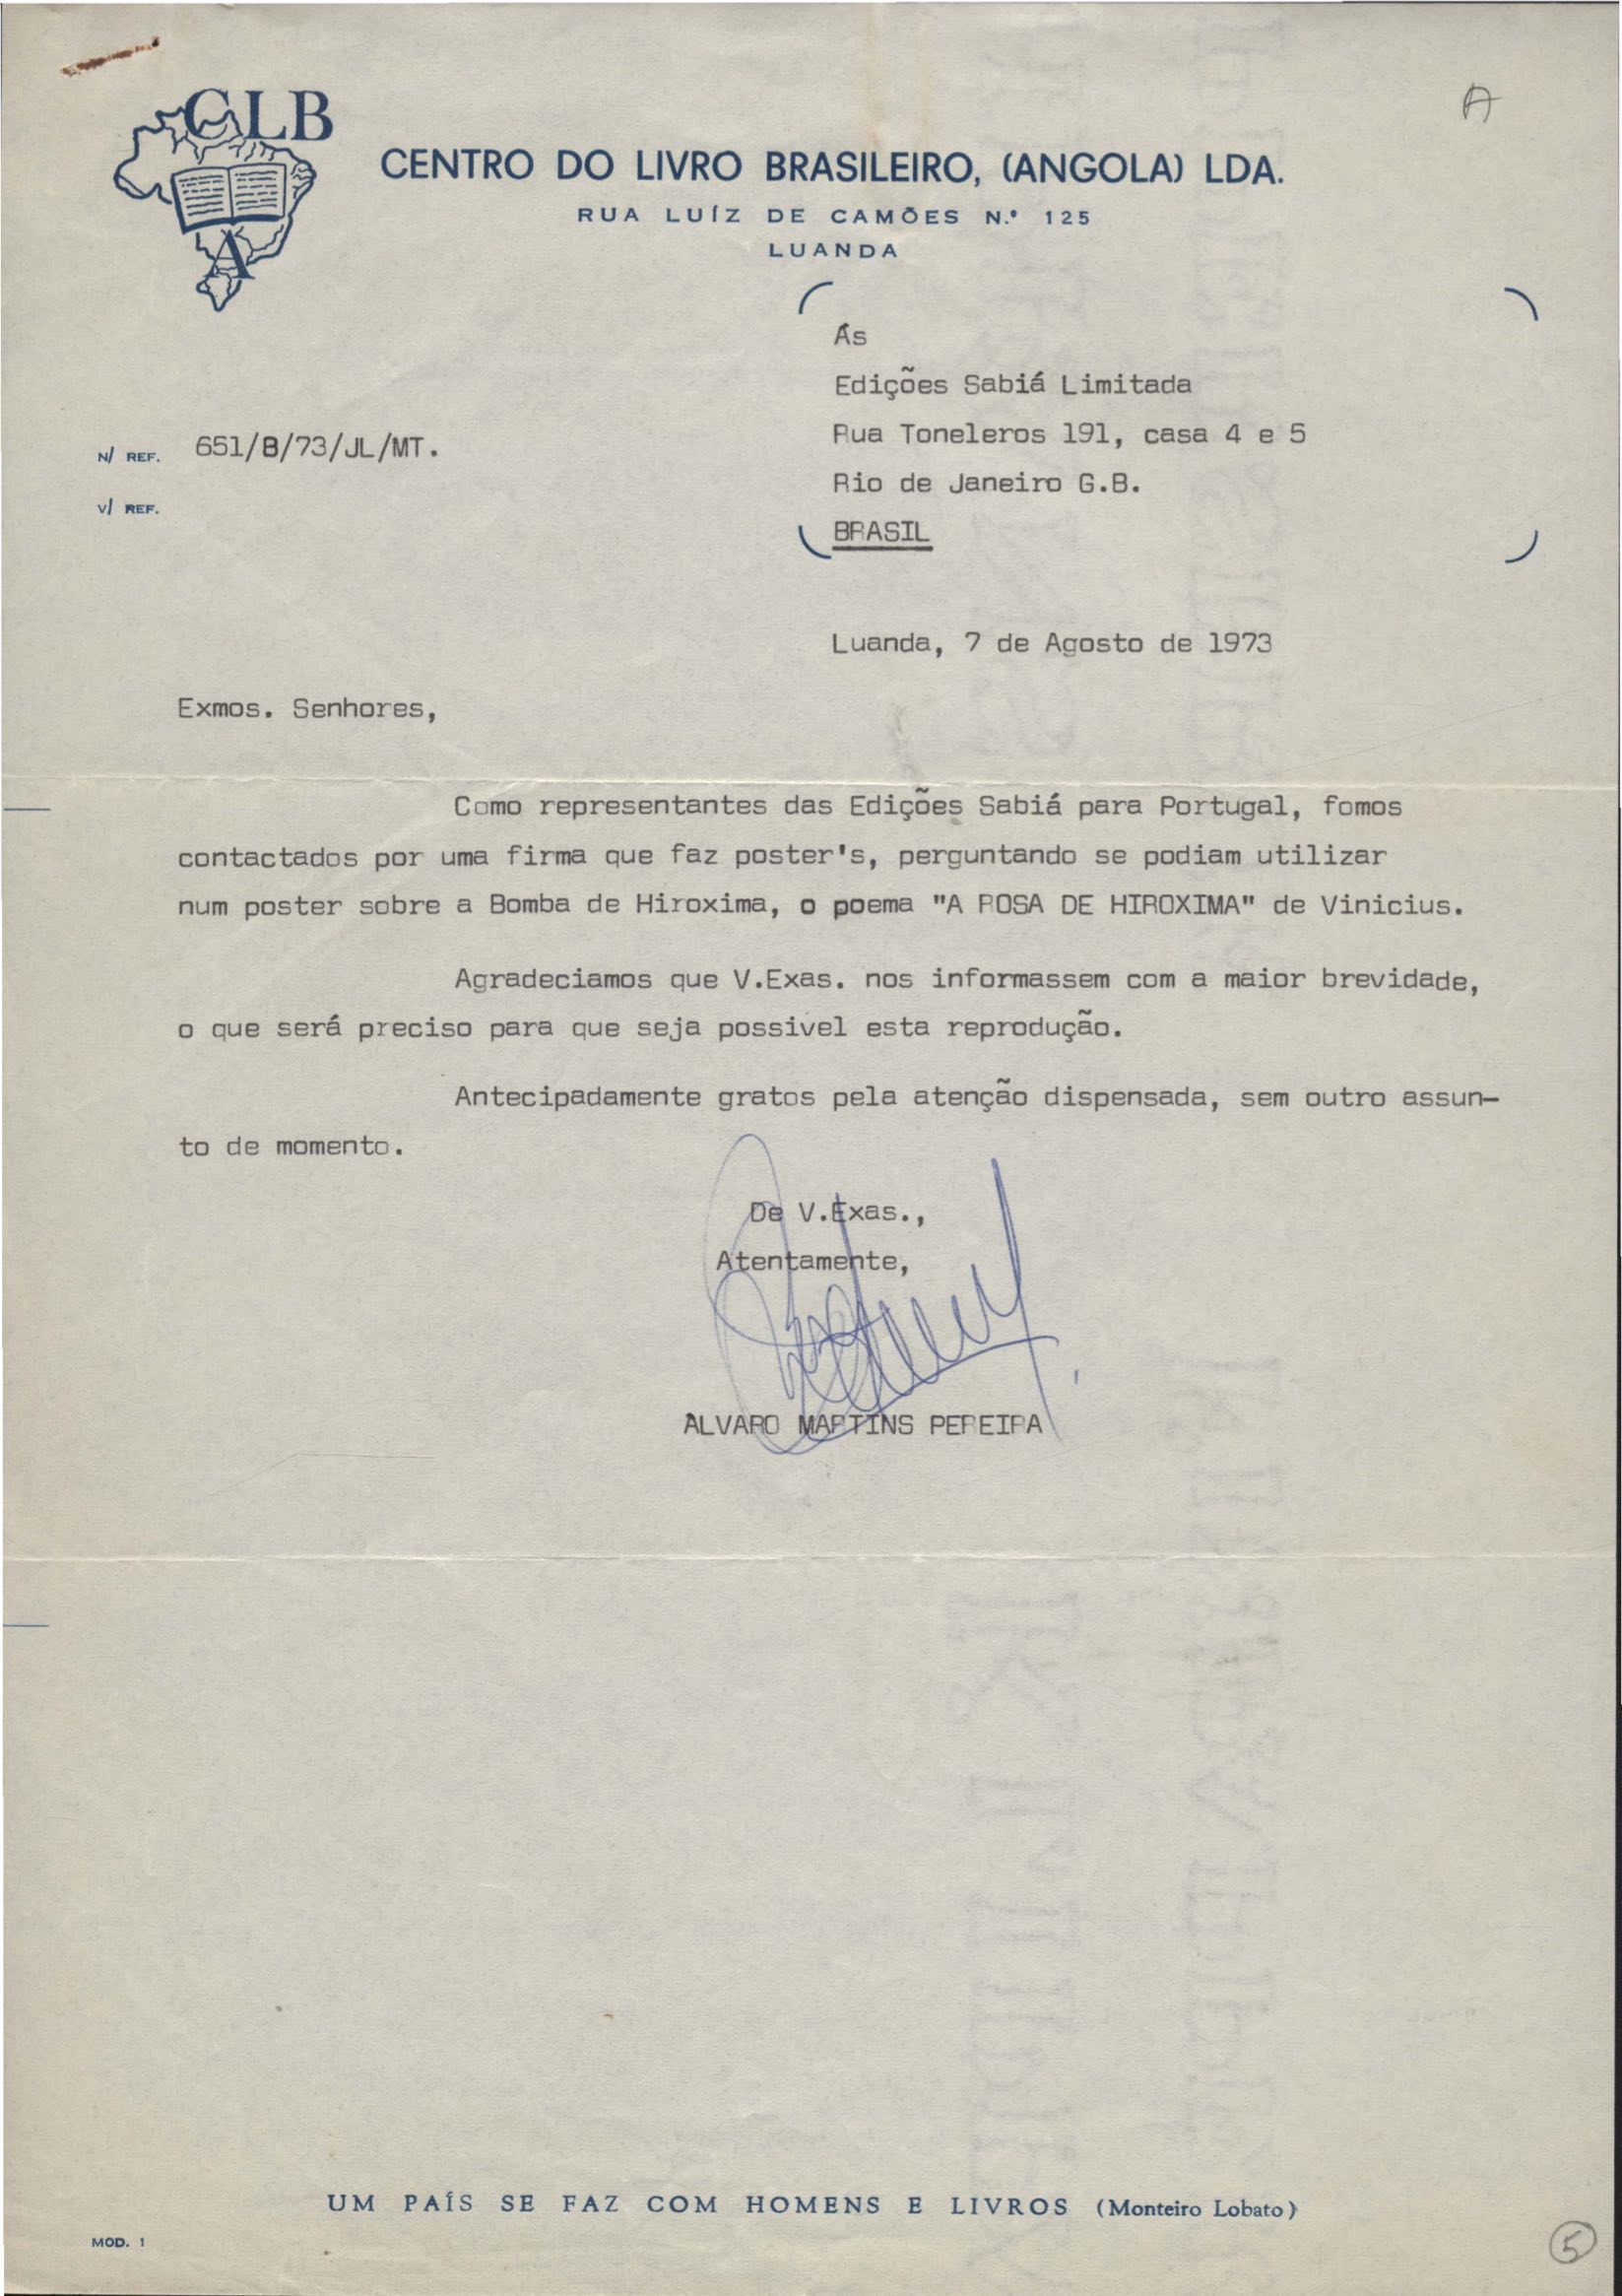 A
CLB
A
CENTRO DO LIVRO BRASILEIRO, (ANGOLA) LDA.
RUA LUÍZ DE CAMÕES N.º 125
LUANDA
Ás
Edições Sabiá Limitada
Rua Toneleros 191, casa 4 e 5
Rio de Janeiro G.B.
BRASIL
N/ REF. 651/B/73/JL/MT.
V/ REF.
Luanda, 7 de Agosto de 1973
Exmos. Senhores,
Como representantes das Edições Sabiá para Portugal, fomos
contactados por uma firma que faz poster's, perguntando se podiam utilizar
num poster sobre a Bomba de Hiroxima, o poema "A ROSA DE HIROXIMA" de Vinicius.
Agradeciamos que V.Exas. nos informassem com a maior brevidade,
o que será preciso para que seja possivel esta reprodução.
Antecipadamente gratos pela atenção dispensada, sem outro assun-
to de momento.
De V.Exas.,
Atentamente,
ALVARO MARTINS PEREIRA
UM PAÍS SE FAZ COM HOMENS E LIVROS (Monteiro Lobato)
MOD. 1
5